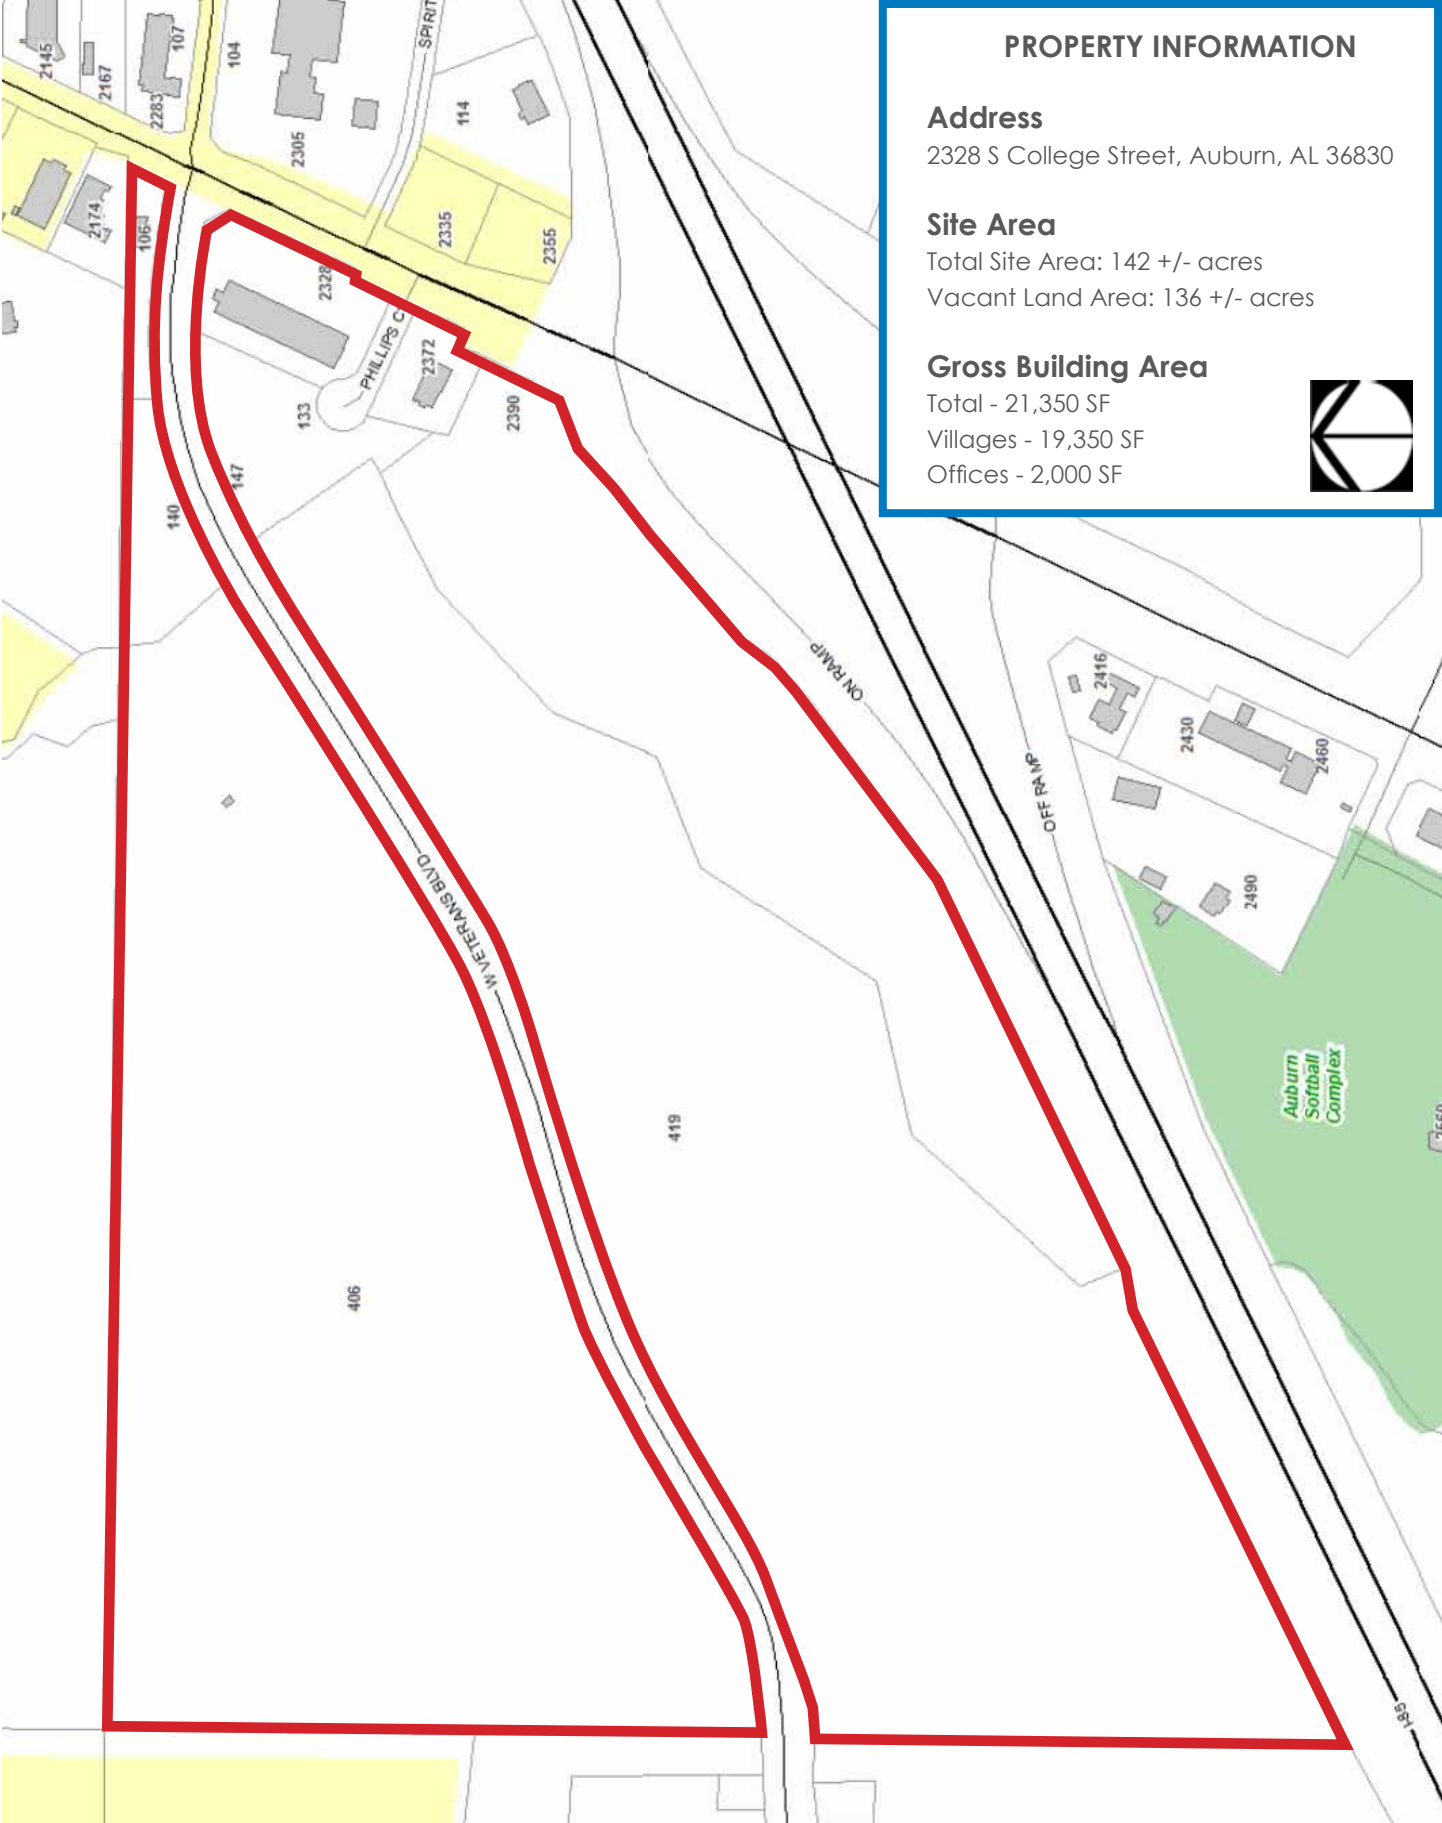 PROPERTY INFORMATION
Address
2328 S College Street, Auburn, AL 36830
Site Area
Total Site Area: 142 +/- acres
Vacant Land Area: 136 +/- acres
Gross Building Area
Total - 21,350 SF
Villages - 19,350 SF
Offices - 2,000 SF
2145
2167
2283
107
104
2305
SPIRIT
114
2174
106
2328
2335
2355
PHILLIPS C
2372
133
2390
147
140
ON RAMP
OFF RAMP
2416
2430
2460
2490
W VETERANS BLVD
419
406
Auburn
Softball
Complex
I-85